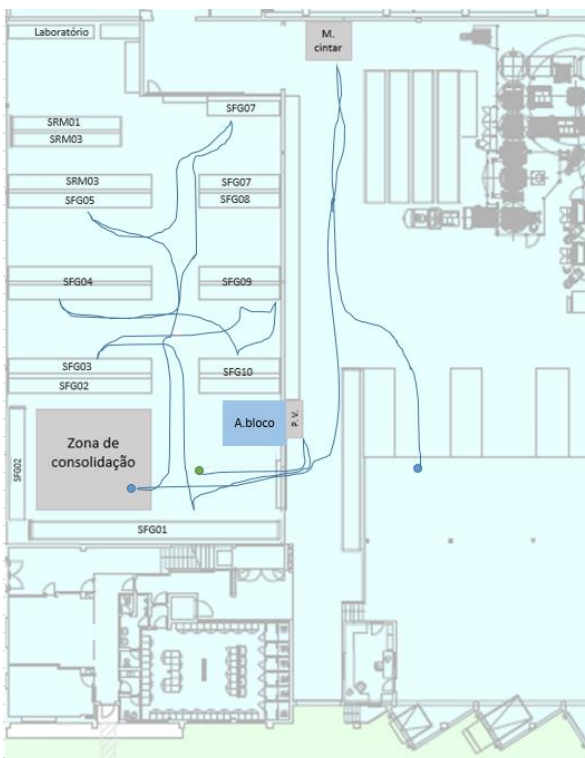 Laboratório
M.
cintar
SFG07
SRM01
SRM03
SRM03
SFG05
SFG07
SFG08
SFG04
SFG09
SFG03
SFG02
SFG10
A.bloco
P. V.
Zona de
consolidação
SFG02
SFG01